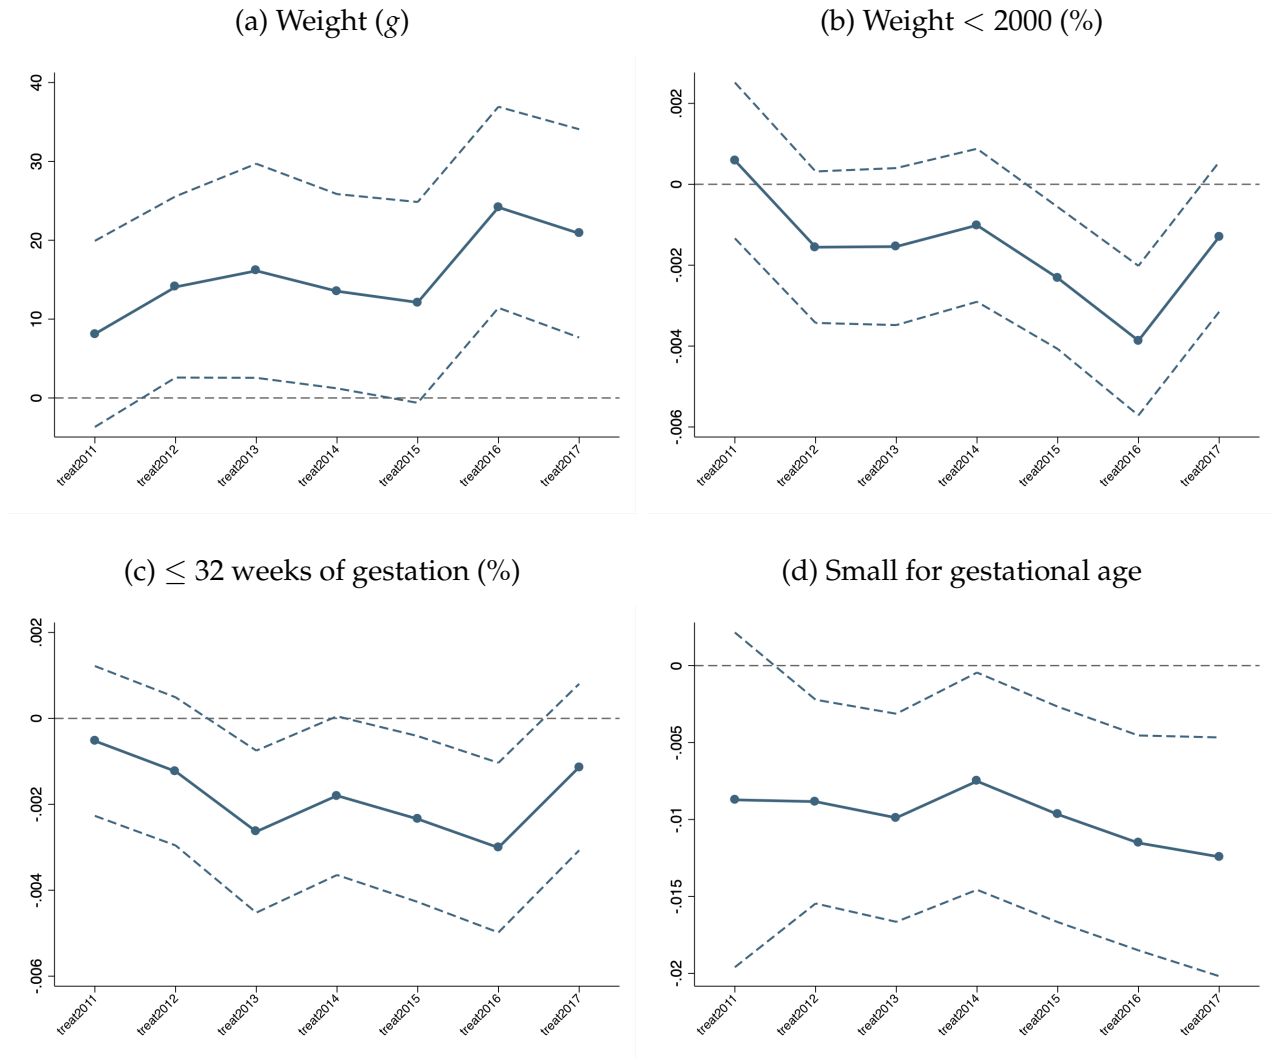 (a) Weight (g)
40
30
20
10
0
treat2011
treat2012
treat2013
treat2014
treat2015
treat2016
treat2017
(b) Weight < 2000 (%)
.002
0
-.002
-.004
-.006
treat2011
treat2012
treat2013
treat2014
treat2015
treat2016
treat2017
(c) ≤ 32 weeks of gestation (%)
.002
0
-.002
-.004
-.006
treat2011
treat2012
treat2013
treat2014
treat2015
treat2016
treat2017
(d) Small for gestational age
0
-.005
-.01
-.015
-.02
treat2011
treat2012
treat2013
treat2014
treat2015
treat2016
treat2017